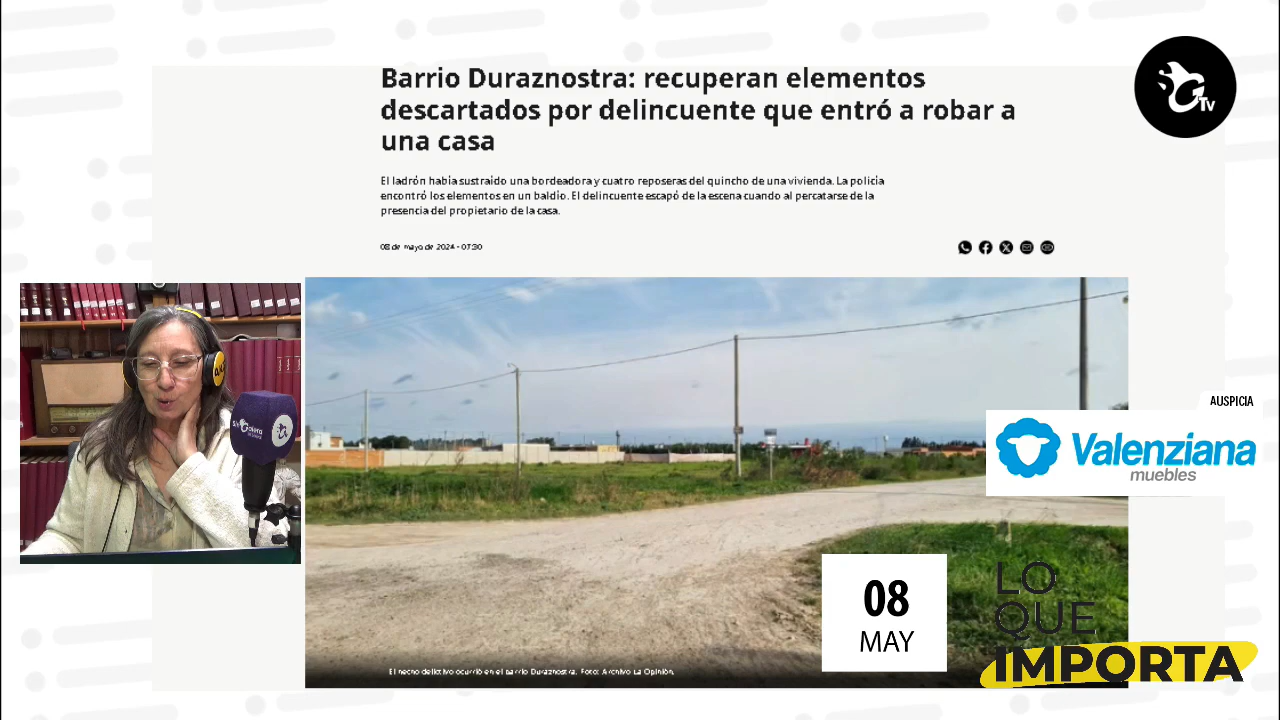 Barrio Duraznostra: recuperan elementos
descartados por delincuente que entró a robar a
una casa
El ladrón había sustraído una bordeadora y cuatro reposeras del quincho de una vivienda. La policía
encontró los elementos en un baldío. El delincuente escapó de la escena cuando al percatarse de la
presencia del propietario de la casa.
08 de mayo de 2024 - 07:30
G TV
AUSPICIA
Valenziana
muebles
08
MAY
LO
QUE
IMPORTA
El hecho delictivo ocurrió en el barrio Duraznostra. Foto: Archivo La Opinión.